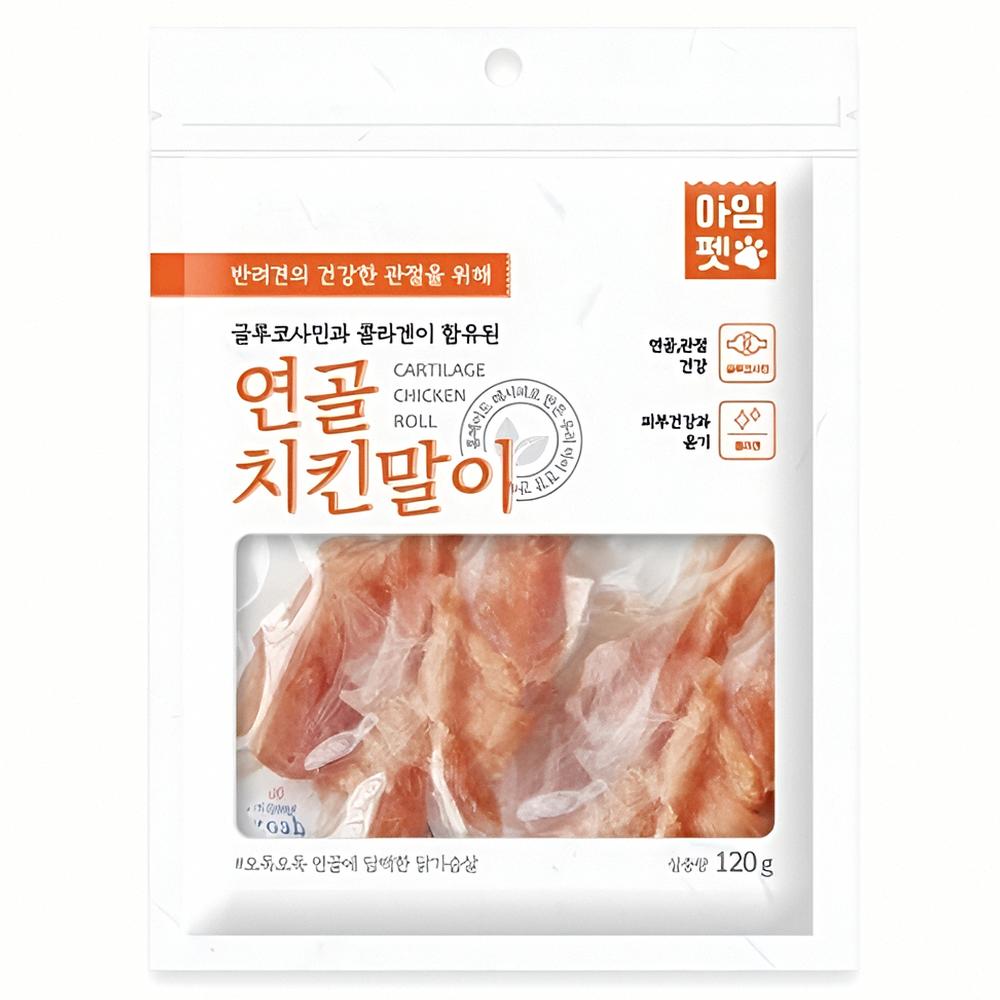 아임
펫
반려견의 건강한 관절을 위해
글루코사민과 콜라겐이 함유된
연골
치킨말이
CARTILAGE
CHICKEN
ROLL
연골,관절
건강
피부건강과
윤기
오독오독 연골에 담백한 닭가슴살
120g